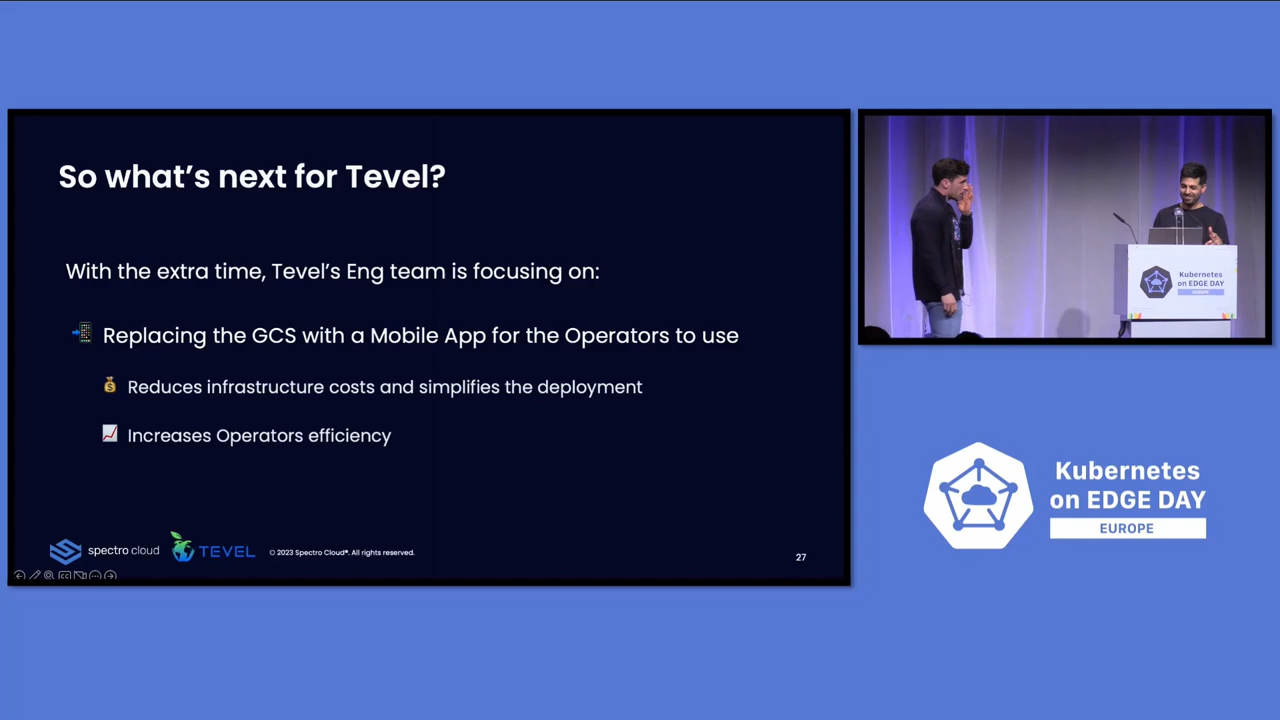 So what's next for Tevel?
With the extra time, Tevel's Eng team is focusing on:
Replacing the GCS with a Mobile App for the Operators to use
Reduces infrastructure costs and simplifies the deployment
Increases Operators efficiency
spectro cloud
TEVEL
© 2023 Spectro Cloud®. All rights reserved.
27
Kubernetes
on EDGE DAY
EUROPE
Kubernetes
on EDGE DAY
EUROPE